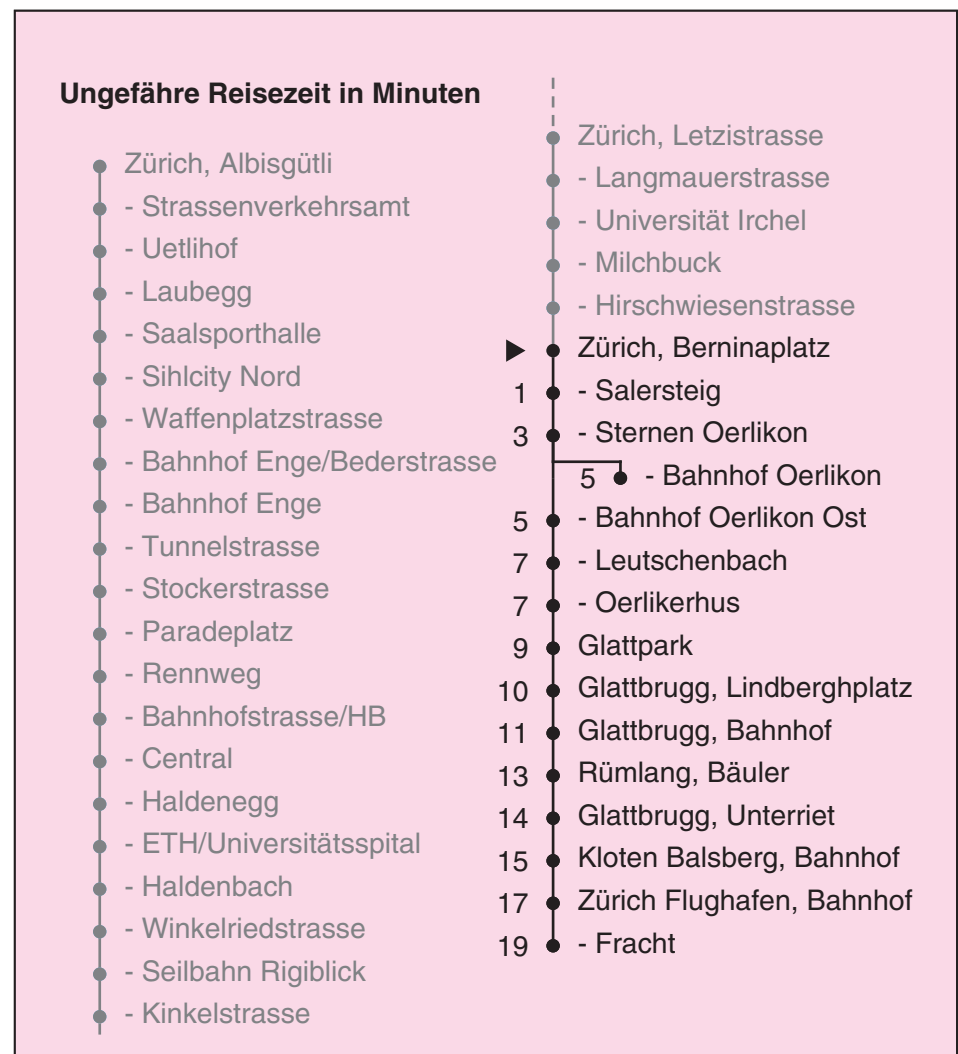 Ungefähre Reisezeit in Minuten
Zürich, Albisgütli
- Strassenverkehrsamt
- Uetlihof
- Laubegg
- Saalsporthalle
- Sihlcity Nord
- Waffenplatzstrasse
- Bahnhof Enge/Bederstrasse
- Bahnhof Enge
- Tunnelstrasse
- Stockerstrasse
- Paradeplatz
- Rennweg
- Bahnhofstrasse/HB
- Central
- Haldenegg
- ETH/Universitätsspital
- Haldenbach
- Winkelriedstrasse
- Seilbahn Rigiblick
- Kinkelstrasse
Zürich, Letzistrasse
- Langmauerstrasse
- Universität Irchel
- Milchbuck
- Hirschwiesenstrasse
Zürich, Berninaplatz
1 - Salersteig
3 - Sternen Oerlikon
5 - Bahnhof Oerlikon
5 - Bahnhof Oerlikon Ost
7 - Leutschenbach
7 - Oerlikerhus
9 Glattpark
10 Glattbrugg, Lindberghplatz
11 Glattbrugg, Bahnhof
13 Rümlang, Bäuler
14 Glattbrugg, Unterriet
15 Kloten Balsberg, Bahnhof
17 Zürich Flughafen, Bahnhof
19 - Fracht